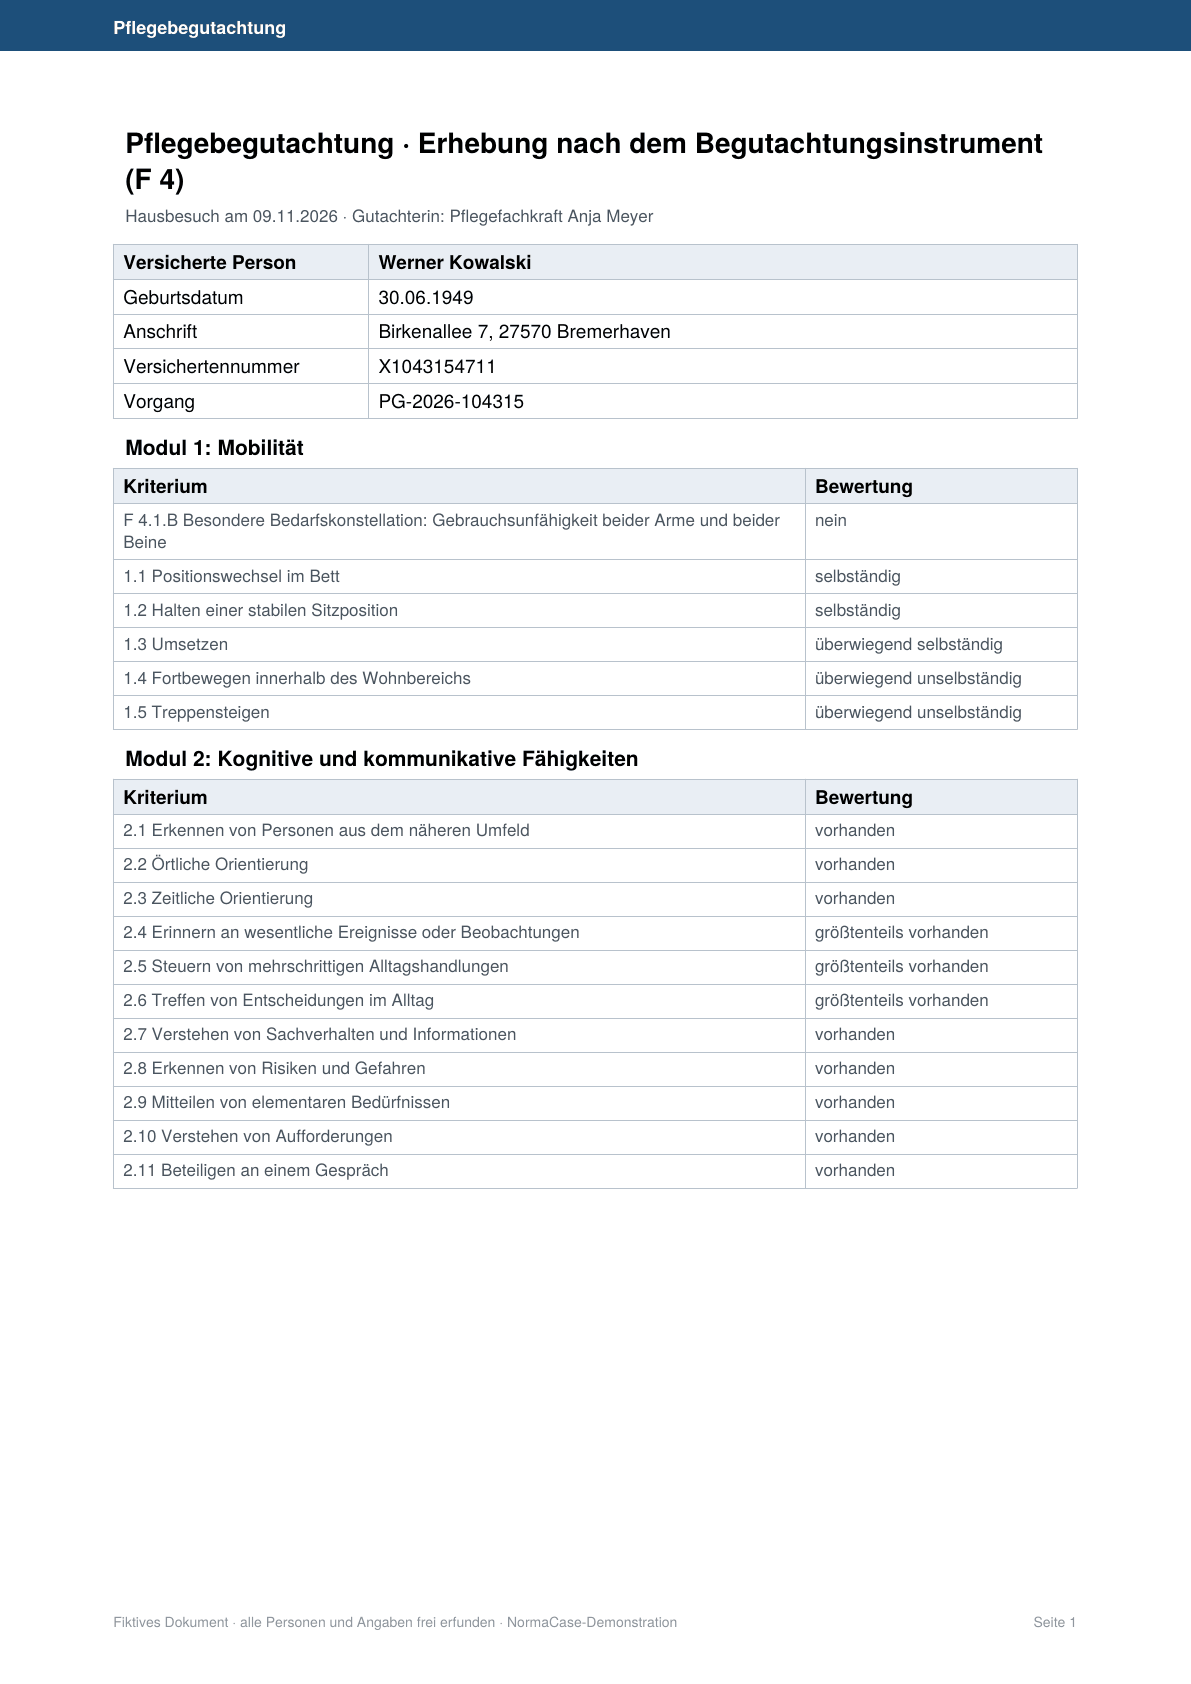 Pflegebegutachtung
Pflegebegutachtung · Erhebung nach dem Begutachtungsinstrument
(F 4)
Hausbesuch am 09.11.2026 · Gutachterin: Pflegefachkraft Anja Meyer
Versicherte Person Werner Kowalski
Geburtsdatum 30.06.1949
Anschrift Birkenallee 7, 27570 Bremerhaven
Versichertennummer X1043154711
Vorgang PG-2026-104315
Modul 1: Mobilität
Kriterium Bewertung
F 4.1.B Besondere Bedarfskonstellation: Gebrauchsunfähigkeit beider Arme und beider nein
Beine
1.1 Positionswechsel im Bett selbständig
1.2 Halten einer stabilen Sitzposition selbständig
1.3 Umsetzen überwiegend selbständig
1.4 Fortbewegen innerhalb des Wohnbereichs überwiegend unselbständig
1.5 Treppensteigen überwiegend unselbständig
Modul 2: Kognitive und kommunikative Fähigkeiten
Kriterium Bewertung
2.1 Erkennen von Personen aus dem näheren Umfeld vorhanden
2.2 Örtliche Orientierung vorhanden
2.3 Zeitliche Orientierung vorhanden
2.4 Erinnern an wesentliche Ereignisse oder Beobachtungen größtenteils vorhanden
2.5 Steuern von mehrschrittigen Alltagshandlungen größtenteils vorhanden
2.6 Treffen von Entscheidungen im Alltag größtenteils vorhanden
2.7 Verstehen von Sachverhalten und Informationen vorhanden
2.8 Erkennen von Risiken und Gefahren vorhanden
2.9 Mitteilen von elementaren Bedürfnissen vorhanden
2.10 Verstehen von Aufforderungen vorhanden
2.11 Beteiligen an einem Gespräch vorhanden
Fiktives Dokument · alle Personen und Angaben frei erfunden · NormaCase-Demonstration Seite 1